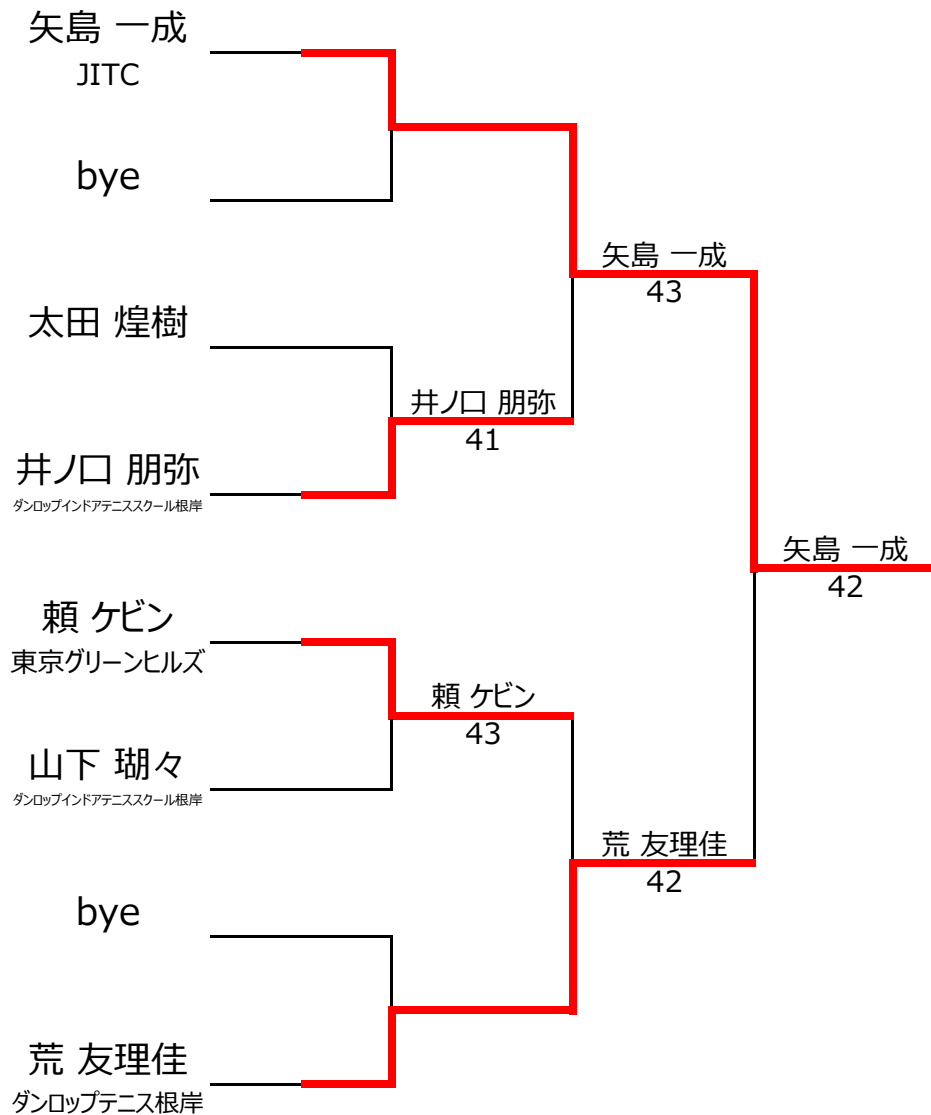 矢島 一成
JITC
bye
矢島 一成
43
太田 煌樹
井ノ口 朋弥
41
井ノ口 朋弥
ダンロップインドアテニススクール根岸
矢島 一成
42
頼 ケビン
東京グリーンヒルズ
頼 ケビン
43
山下 瑚々
ダンロップインドアテニススクール根岸
荒 友理佳
42
bye
荒 友理佳
ダンロップテニス根岸